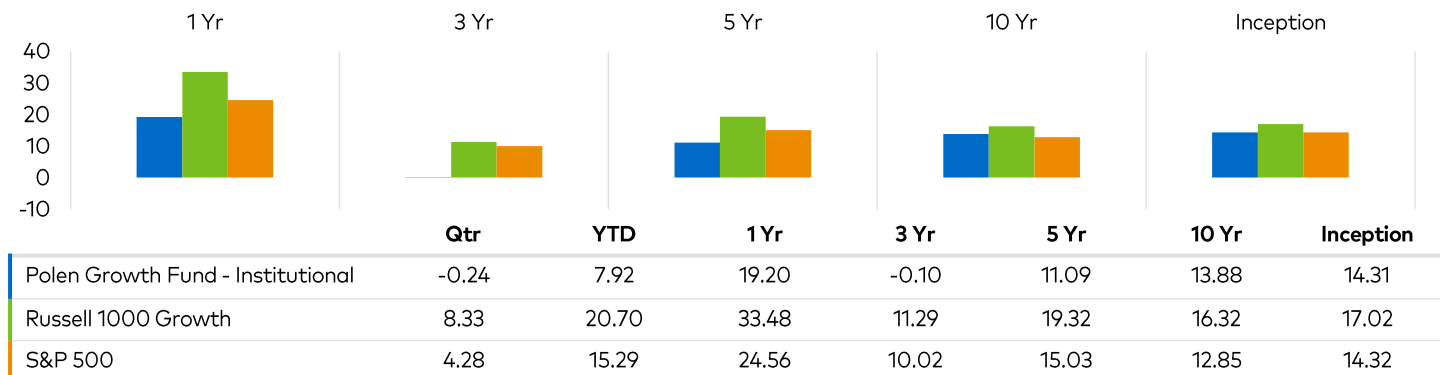 1 Yr 3 Yr 5 Yr 10 Yr Inception
40
30
20
10
0
-10
Qtr YTD 1 Yr 3 Yr 5 Yr 10 Yr Inception
Polen Growth Fund - Institutional -0.24 7.92 19.20 -0.10 11.09 13.88 14.31
Russell 1000 Growth 8.33 20.70 33.48 11.29 19.32 16.32 17.02
S&P 500 4.28 15.29 24.56 10.02 15.03 12.85 14.32